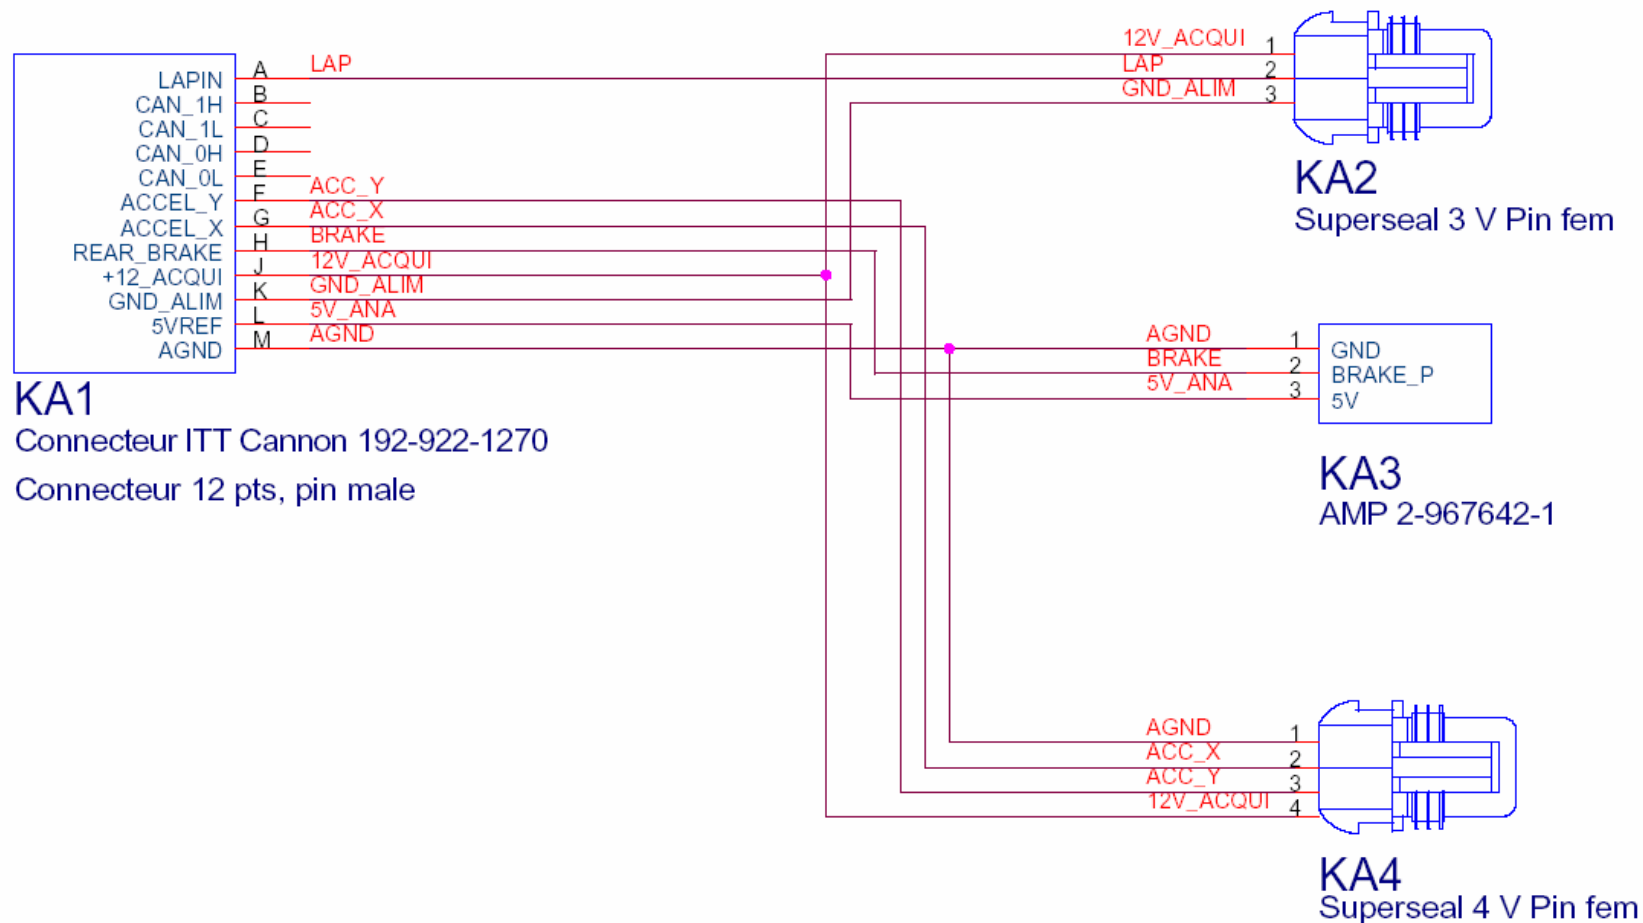 LAPIN A LAP
CAN_1H B
CAN_1L C
CAN_0H D
CAN_0L E
ACCEL_Y F ACC_Y
ACCEL_X G ACC_X
REAR_BRAKE H BRAKE
+12_ACQUI J 12V_ACQUI
GND_ALIM K GND_ALIM
5VREF L 5V_ANA
AGND M AGND
KA1
Connecteur ITT Cannon 192-922-1270
Connecteur 12 pts, pin male
12V_ACQUI 1
LAP 2
GND_ALIM 3
KA2
Superseal 3 V Pin fem
AGND 1 GND
BRAKE 2 BRAKE_P
5V_ANA 3 5V
KA3
AMP 2-967642-1
AGND 1
ACC_X 2
ACC_Y 3
12V_ACQUI 4
KA4
Superseal 4 V Pin fem